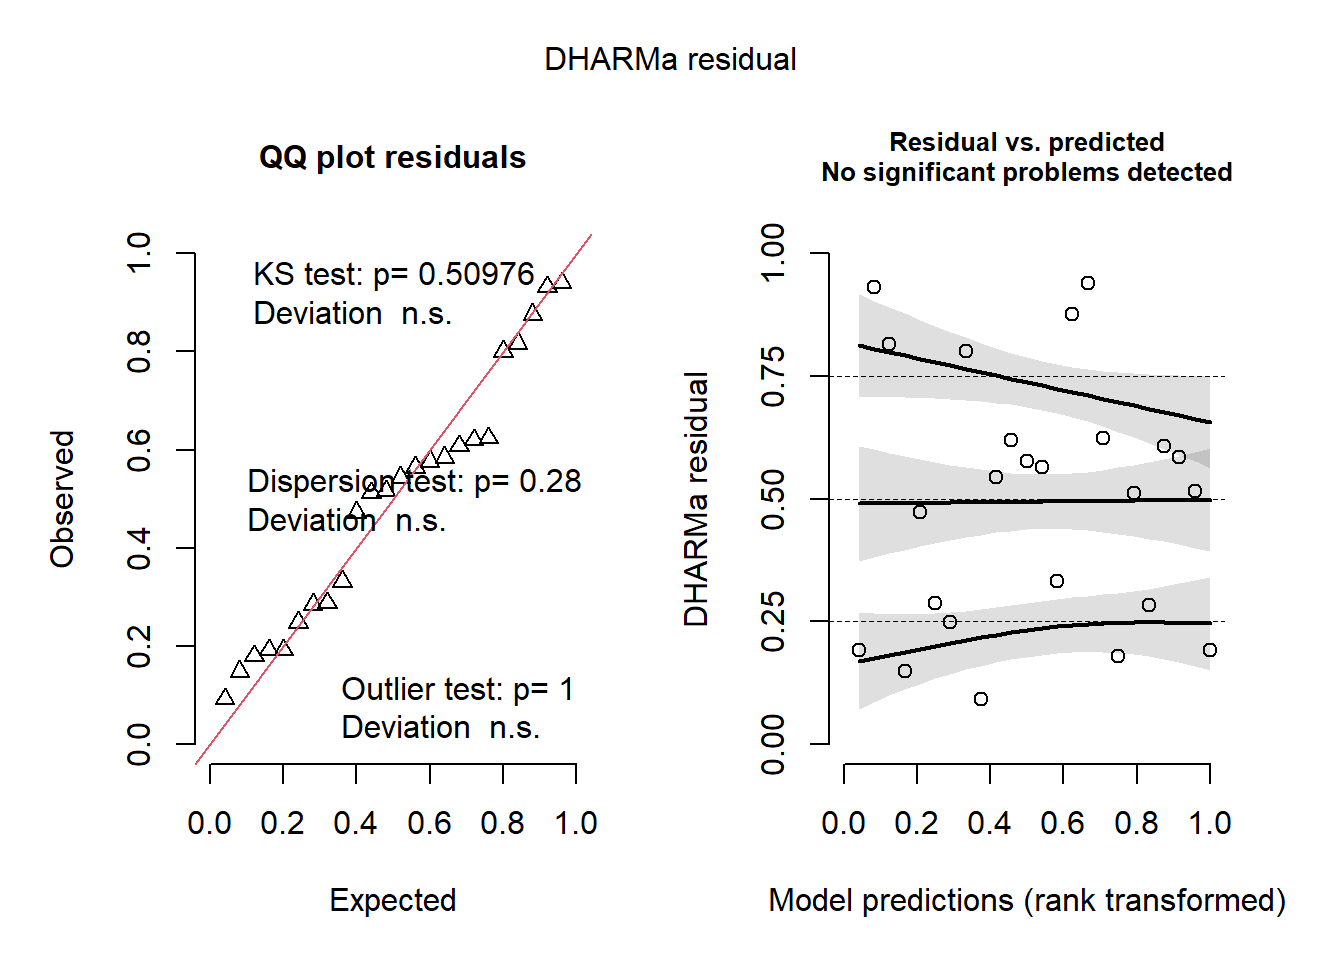 DHARMa residual
QQ plot residuals
KS test: p= 0.50976
Deviation  n.s.
Dispersion test: p= 0.28
Deviation  n.s.
Outlier test: p= 1
Deviation  n.s.
Observed
0.0 0.2 0.4 0.6 0.8 1.0
0.0 0.2 0.4 0.6 0.8 1.0
Expected
Residual vs. predicted
No significant problems detected
DHARMa residual
0.00 0.25 0.50 0.75 1.00
0.0 0.2 0.4 0.6 0.8 1.0
Model predictions (rank transformed)